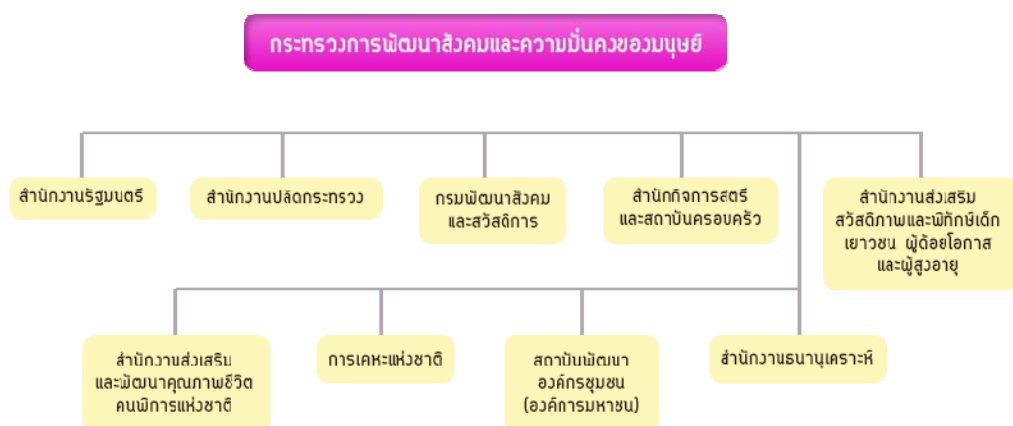 กระทรวงการพัฒนาสังคมและความมั่นคงของมนุษย์
สำนักงานรัฐมนตรี
สำนักงานปลัดกระทรวง
กรมพัฒนาสังคม
และสวัสดิการ
สำนักกิจการสตรี
และสถาบันครอบครัว
สำนักงานส่งเสริม
สวัสดิภาพและพิทักษ์เด็ก
เยาวชน ผู้ด้อยโอกาส
และผู้สูงอายุ
สำนักงานส่งเสริม
และพัฒนาคุณภาพชีวิต
คนพิการแห่งชาติ
การเคหะแห่งชาติ
สถาบันพัฒนา
องค์กรชุมชน
(องค์การมหาชน)
สำนักงานธนานุเคราะห์